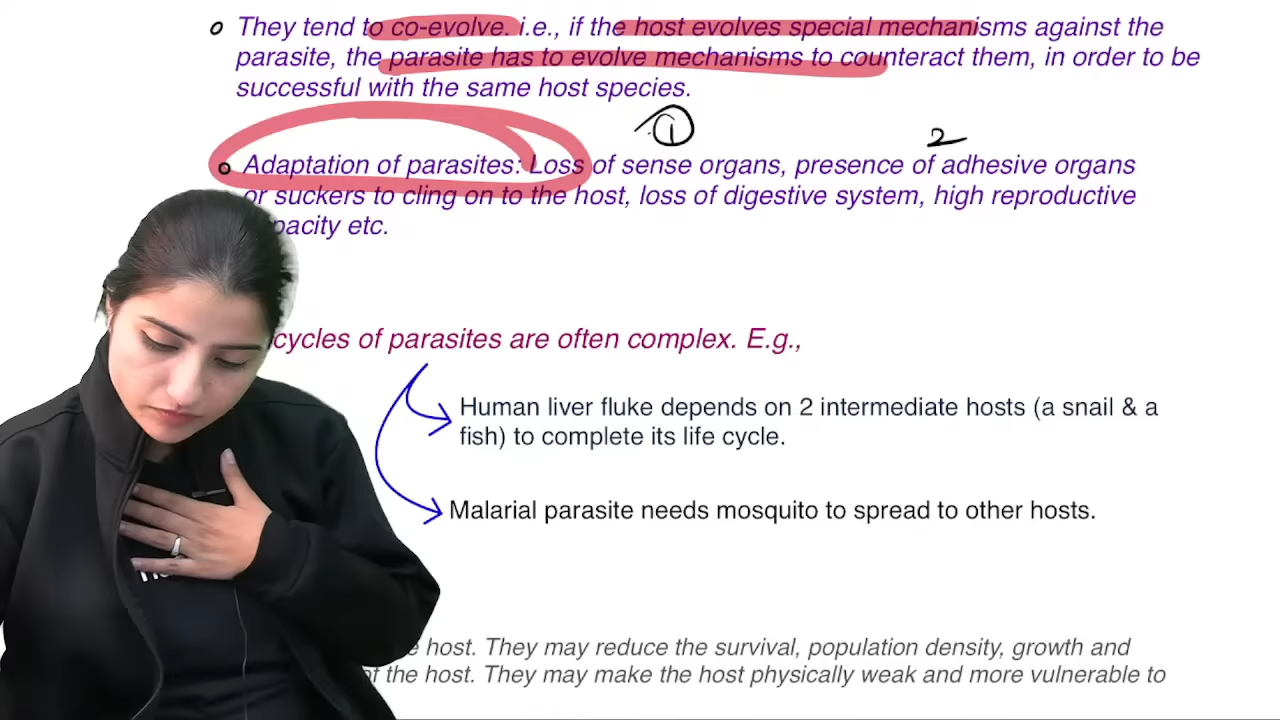 They tend to co-evolve. i.e., if the host evolves special mechanisms against the
parasite, the parasite has to evolve mechanisms to counteract them, in order to be
successful with the same host species.
1 2
Adaptation of parasites: Loss of sense organs, presence of adhesive organs
or suckers to cling on to the host, loss of digestive system, high reproductive
etc.
cycles of parasites are often complex. E.g.,
Human liver fluke depends on 2 intermediate hosts (a snail & a
fish) to complete its life cycle.
Malarial parasite needs mosquito to spread to other hosts.
host. They may reduce the survival, population density, growth and
the host. They may make the host physically weak and more vulnerable to